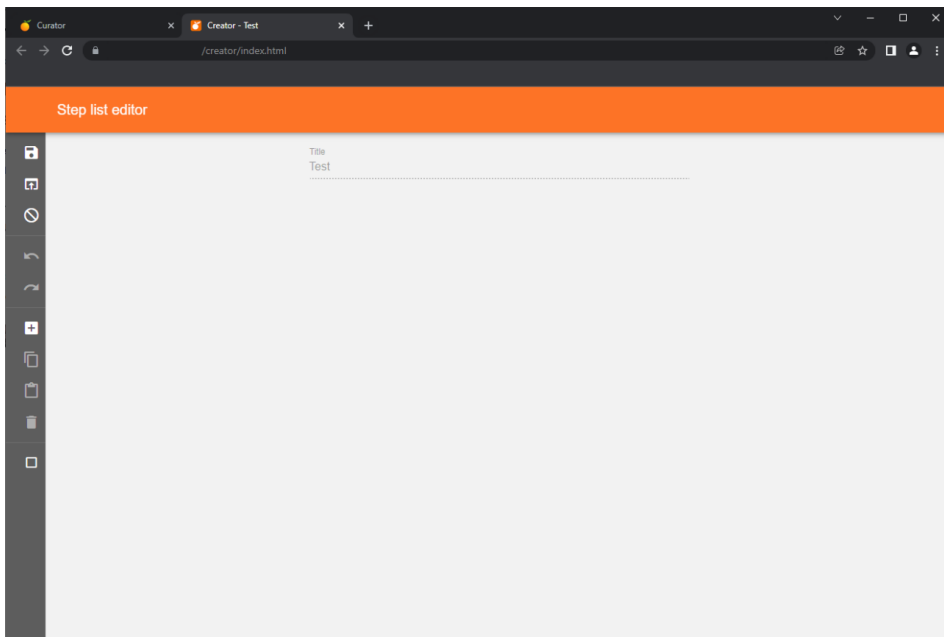 Curator
Creator - Test
/creator/index.html
Step list editor
Title
Test